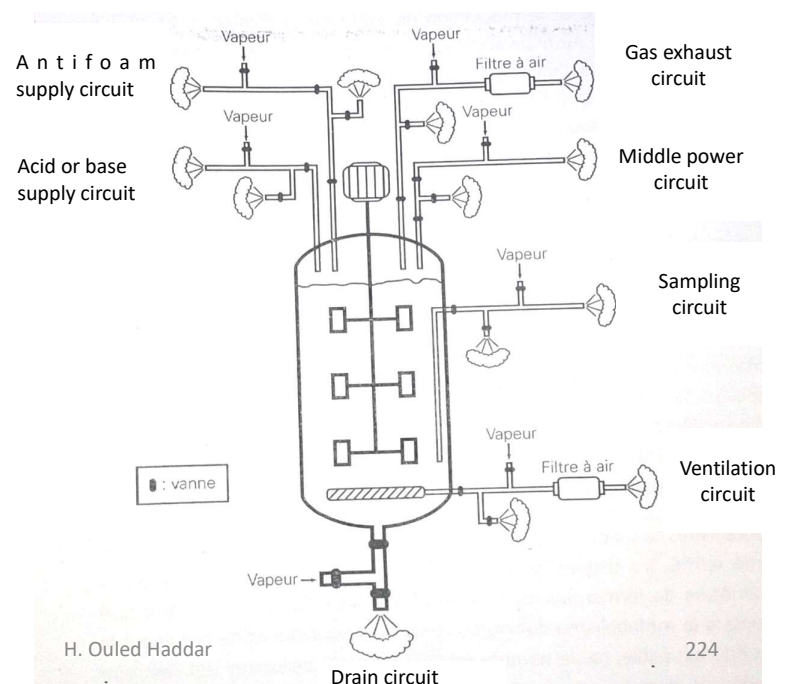 Vapeur
Vapeur
A n t i f o a m
supply circuit
Filtre à air
Gas exhaust
circuit
Vapeur
Vapeur
Acid or base
supply circuit
Middle power
circuit
Vapeur
Sampling
circuit
Vapeur
Filtre à air
Ventilation
circuit
: vanne
Vapeur
H. Ouled Haddar
224
Drain circuit